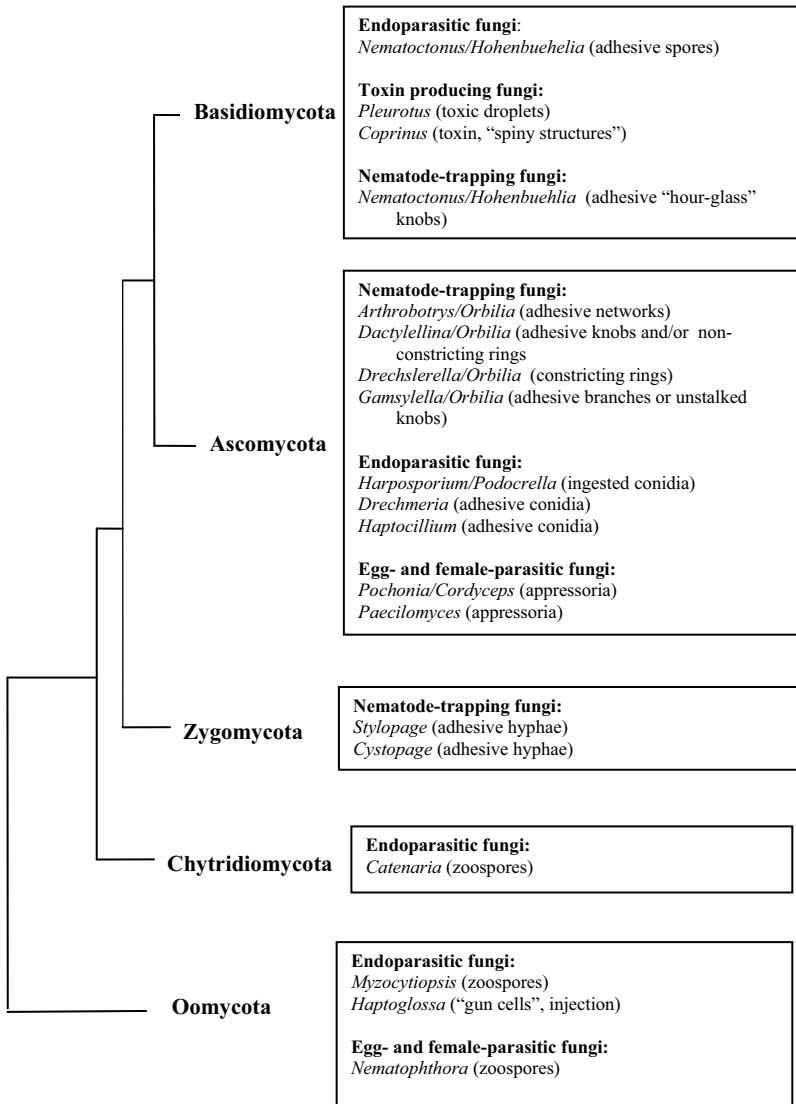 Basidiomycota
Endoparasitic fungi:
Nematoctonus/Hohenbuehelia (adhesive spores)
Toxin producing fungi:
Pleurotus (toxic droplets)
Coprinus (toxin, “spiny structures”)
Nematode-trapping fungi:
Nematoctonus/Hohenbuehlia (adhesive “hour-glass”
knobs)
Ascomycota
Nematode-trapping fungi:
Arthrobotrys/Orbilia (adhesive networks)
Dactylellina/Orbilia (adhesive knobs and/or non-
constricting rings
Drechslerella/Orbilia (constricting rings)
Gamsylella/Orbilia (adhesive branches or unstalked
knobs)
Endoparasitic fungi:
Harposporium/Podocrella (ingested conidia)
Drechmeria (adhesive conidia)
Haptocillium (adhesive conidia)
Egg- and female-parasitic fungi:
Pochonia/Cordyceps (appressoria)
Paecilomyces (appressoria)
Zygomycota
Nematode-trapping fungi:
Stylopage (adhesive hyphae)
Cystopage (adhesive hyphae)
Chytridiomycota
Endoparasitic fungi:
Catenaria (zoospores)
Oomycota
Endoparasitic fungi:
Myzocytiopsis (zoospores)
Haptoglossa (“gun cells”, injection)
Egg- and female-parasitic fungi:
Nematophthora (zoospores)